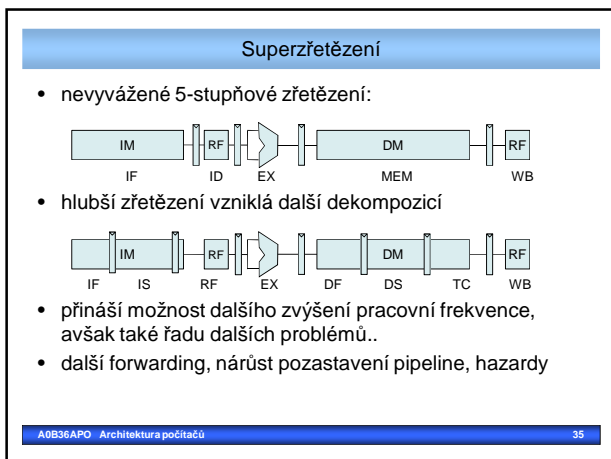 Superzřetězení
• nevyvážené 5-stupňové zřetězení:
IM RF DM RF
IF ID EX MEM WB
• hlubší zřetězení vzniklá další dekompozicí
IM RF DM RF
IF IS RF EX DF DS TC WB
• přináší možnost dalšího zvýšení pracovní frekvence,
avšak také řadu dalších problémů..
• další forwarding, nárůst pozastavení pipeline, hazardy
A0B36APO Architektura počítačů 35